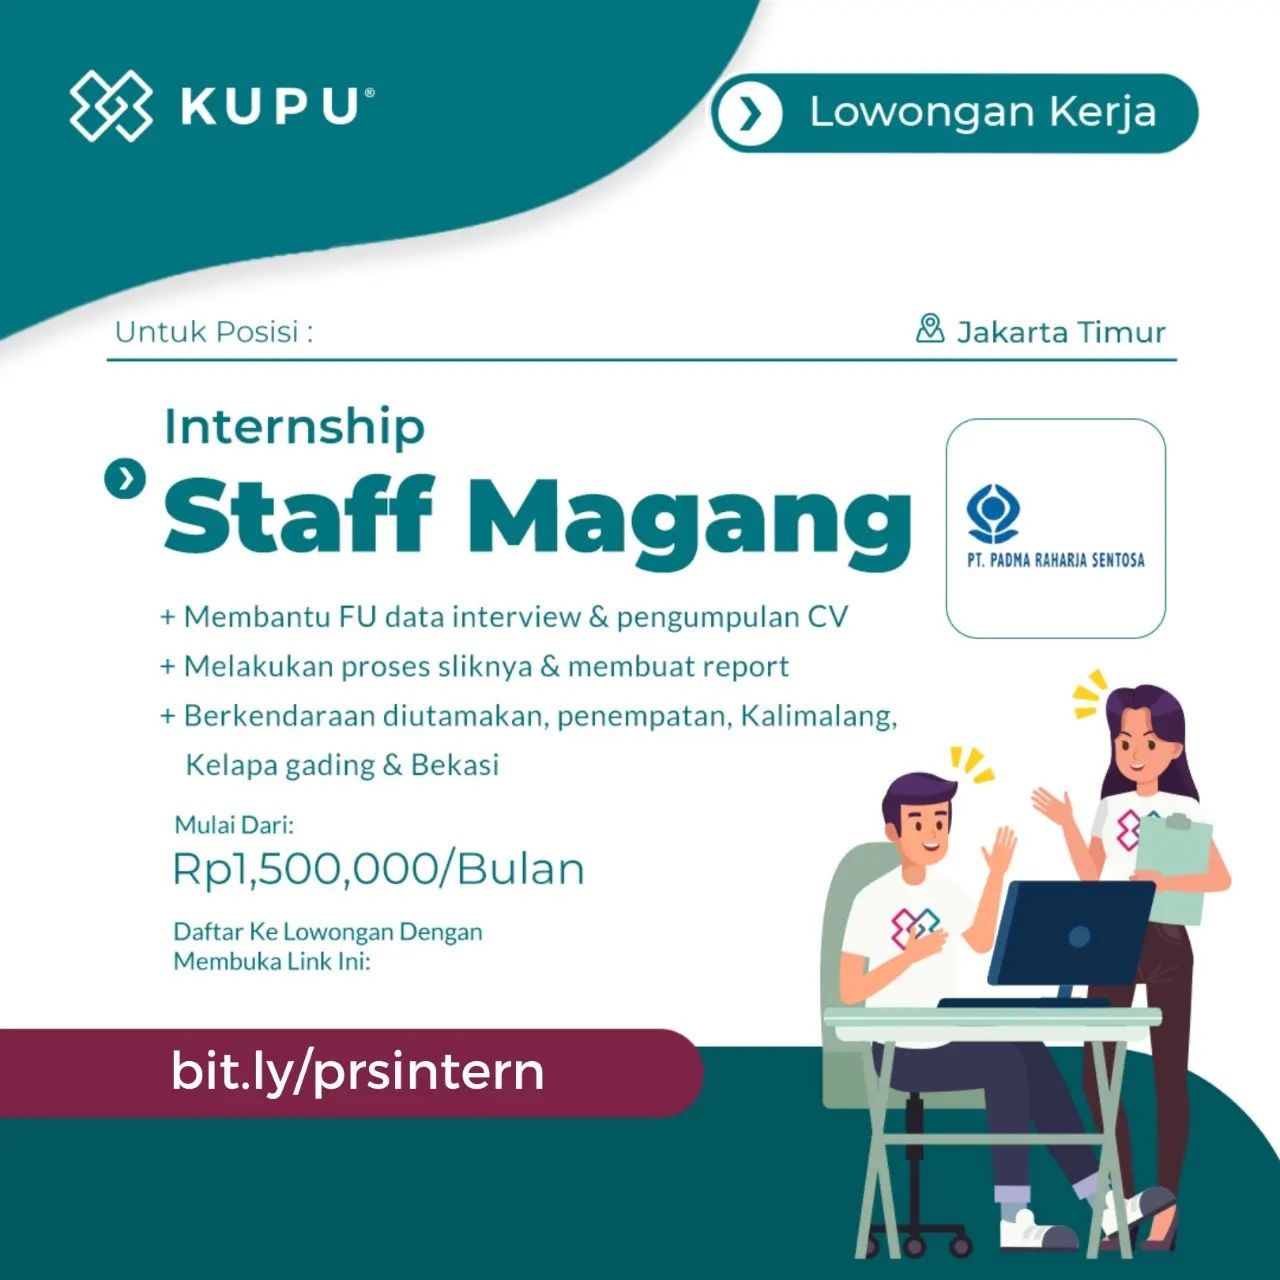 KUPU®
Lowongan Kerja
Untuk Posisi :
Jakarta Timur
Internship
Staff Magang
PT. PADMA RAHARJA SENTOSA
+ Membantu FU data interview & pengumpulan CV
+ Melakukan proses sliknya & membuat report
+ Berkendaraan diutamakan, penempatan, Kalimalang,
Kelapa gading & Bekasi
Mulai Dari:
Rp1,500,000/Bulan
Daftar Ke Lowongan Dengan
Membuka Link Ini:
bit.ly/prsintern